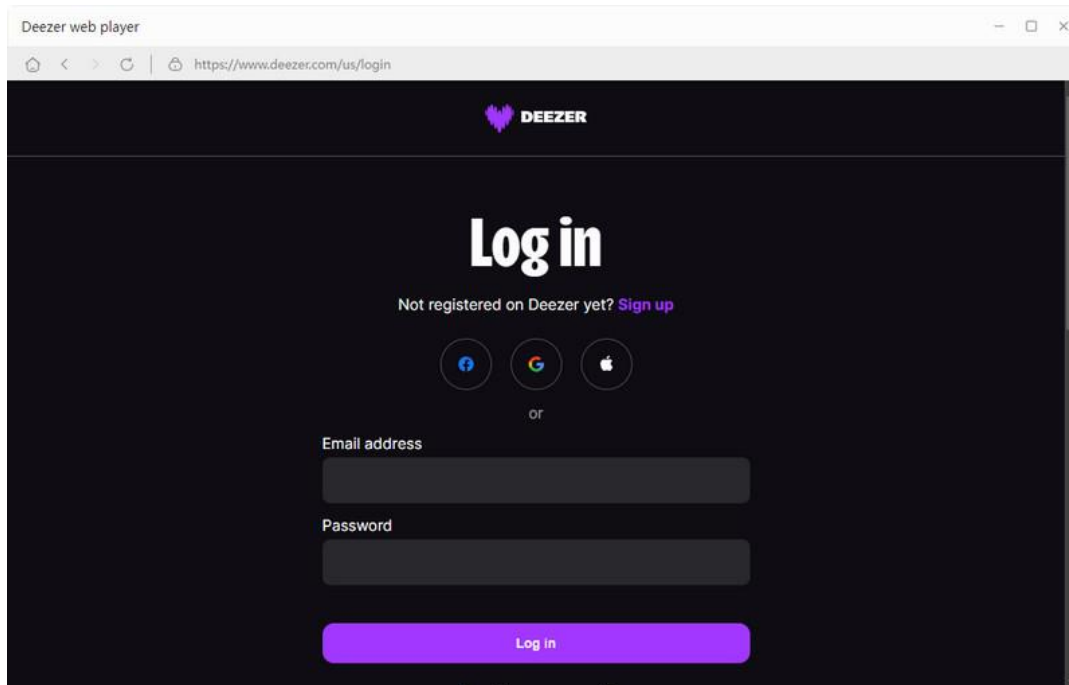 Deezer web player
https://www.deezer.com/us/login
DEEZER
Log in
Not registered on Deezer yet? Sign up
or
Email address
Password
Log in